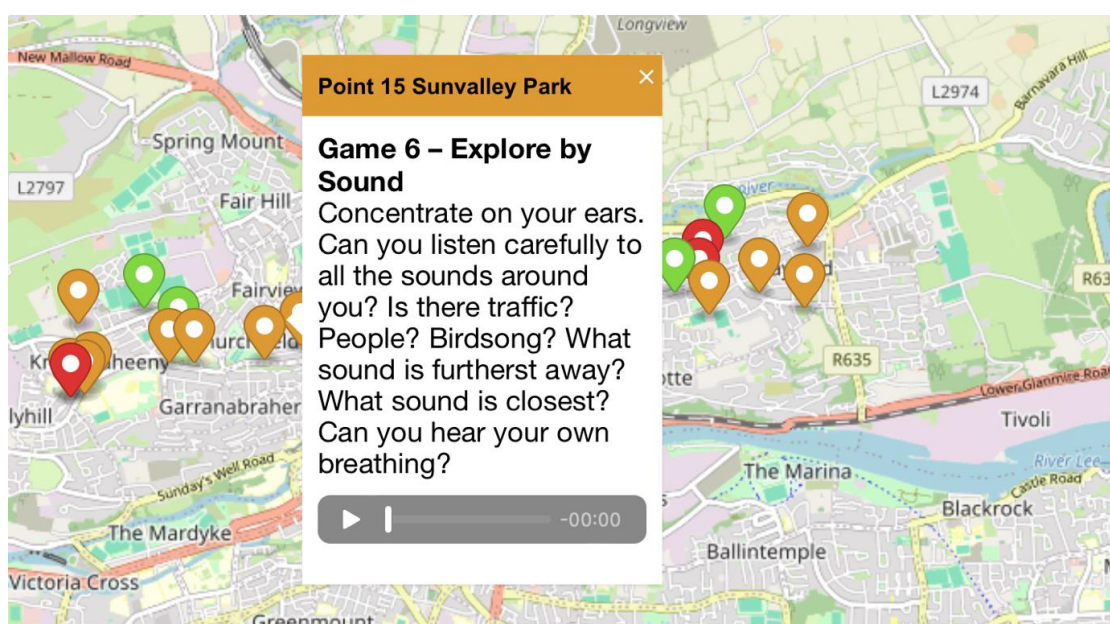 Longview
New Mallow Road
Point 15 Sunvalley Park
×
L2974
Barnavara Hill
Spring Mount
Game 6 – Explore by
Sound
L2797
Fair Hill
River
Concentrate on your ears.
Can you listen carefully to
all the sounds around
you? Is there traffic?
People? Birdsong? What
sound is furtherst away?
What sound is closest?
Can you hear your own
breathing?
Fairview
R635
Lower Glanmire Road
Garranabraher
lyhill
Tivoli
Sunday's Well Road
The Marina
River Lee
Castle Road
Blackrock
-00:00
The Mardyke
Ballintemple
Victoria Cross
Greenmount